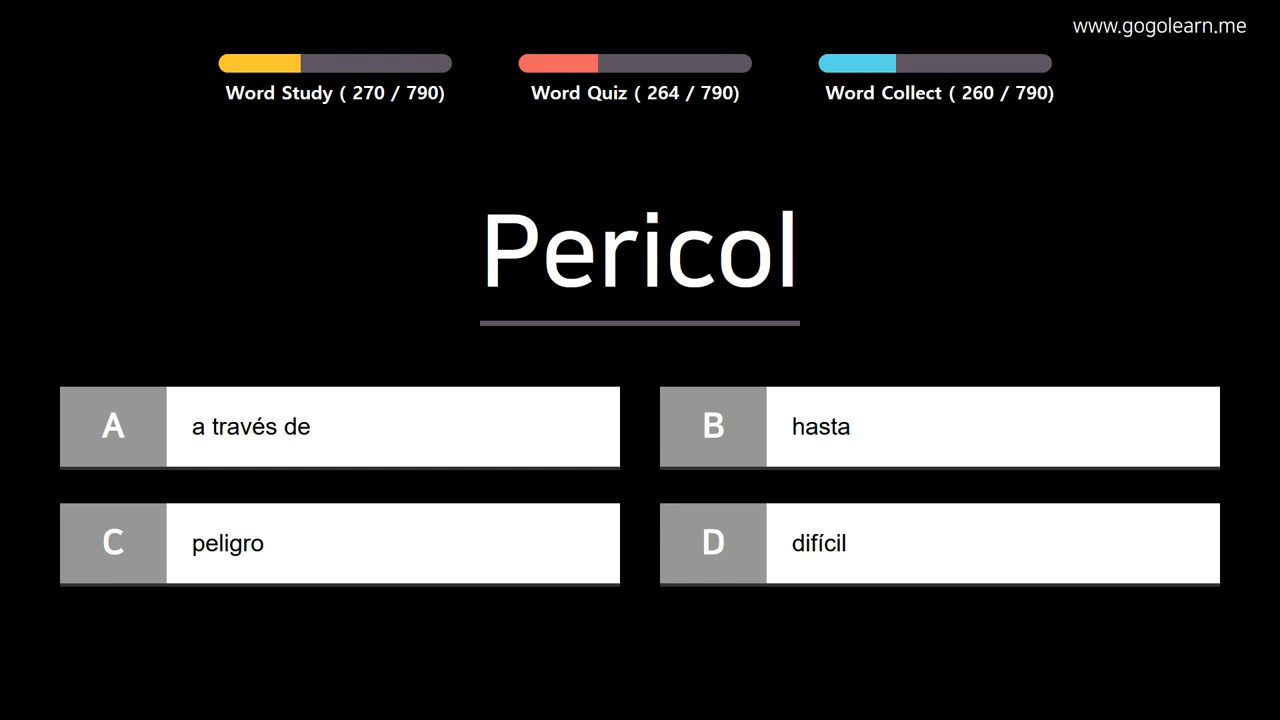 www.gogolearn.me
Word Study ( 270 / 790)
Word Quiz ( 264 / 790)
Word Collect ( 260 / 790)
Pericol
A
a través de
B
hasta
C
peligro
D
difícil